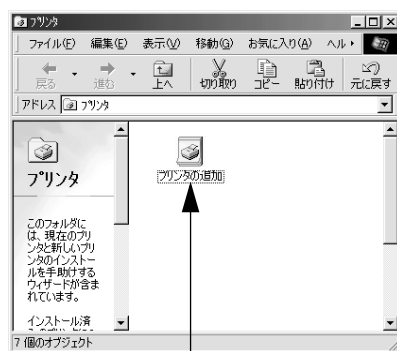 プリンタ
ファイル(F) 編集(E) 表示(V) 移動(G) お気に入り(A) ヘル
戻る 進む 上へ 切り取り コピー 貼り付け 元に戻す
アドレス プリンタ
プリンタ
プリンタの追加
このフォルダに
は、現在のプリ
ンタと新しいプリ
ンタのインストー
ルを手助けする
ウィザードが含ま
れています。
インストール済
7 個のオブジェクト